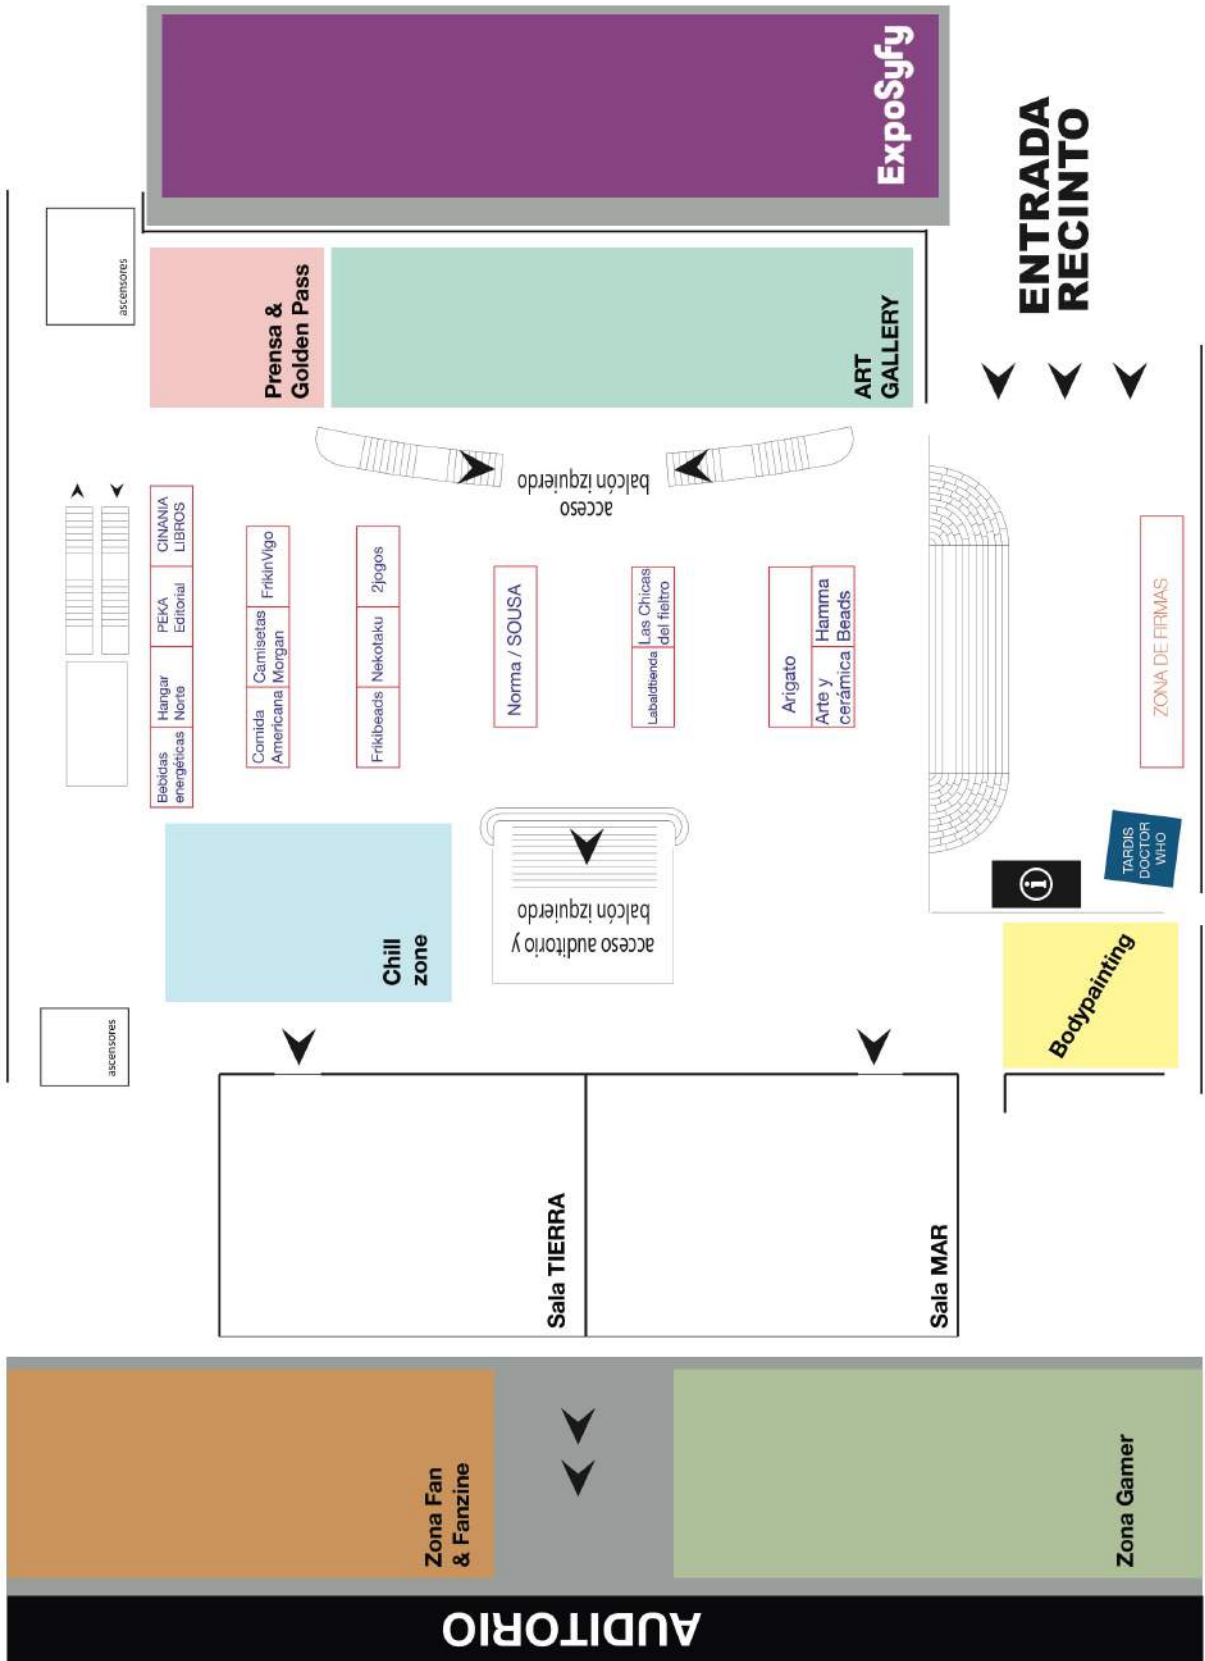 ExpoSyfy
ENTRADA
RECINTO
ascensores
Prensa &
Golden Pass
ART
GALLERY
acceso
balcón izquierdo
CINANIA
LIBROS
PEKA
Editorial
Hangar
Norte
Bebidas
energéticas
FrikinVigo
Camisetas
Morgan
Comida
Americana
2jogos
Nekotaku
Frikibeads
Norma / SOUSA
Las Chicas
del fieltro
Labaldtienda
Arigato
Hamma
Beads
Arte y
cerámica
ZONA DE FIRMAS
TARDIS
DOCTOR
WHO
i
Chill
zone
acceso auditorio y
balcón izquierdo
Bodypainting
ascensores
Sala TIERRA
Sala MAR
Zona Fan
& Fanzine
Zona Gamer
AUDITORIO